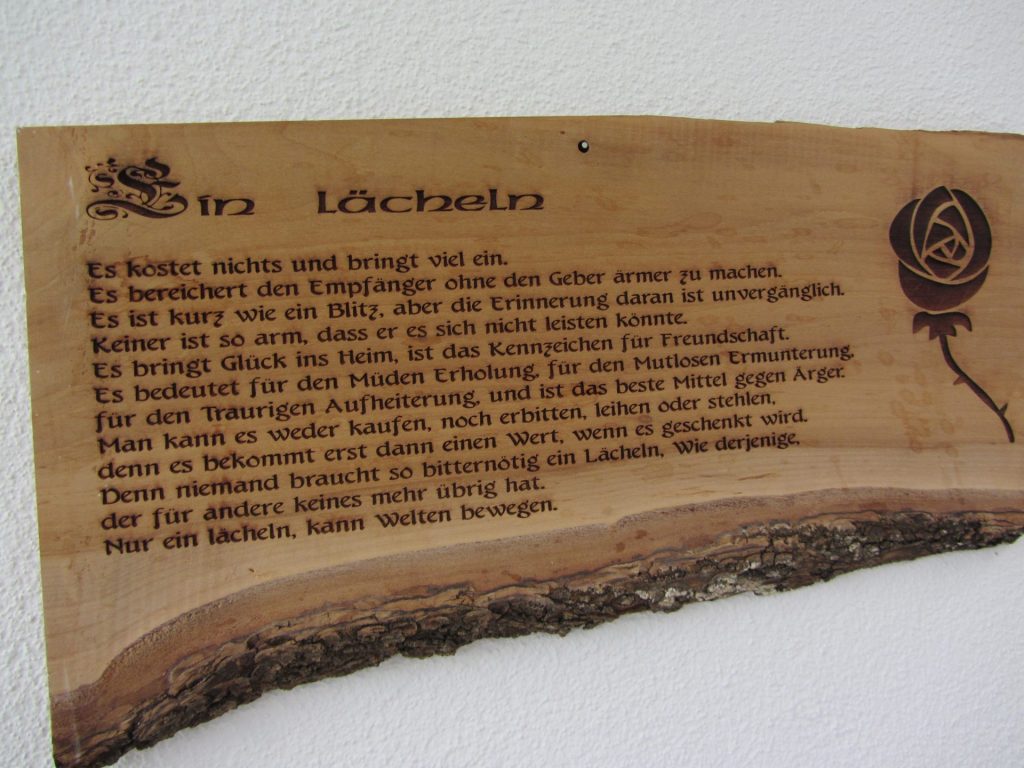 Ein Lächeln
Es kostet nichts und bringt viel ein.
Es bereichert den Empfänger ohne den Geber ärmer zu machen.
Es ist kurz wie ein Blitz, aber die Erinnerung daran ist unvergänglich.
Keiner ist so arm, dass er es sich nicht leisten könnte.
Es bringt Glück ins Heim, ist das Kennzeichen für Freundschaft.
Es bedeutet für den Müden Erholung, für den Mutlosen Ermunterung,
für den Traurigen Aufheiterung, und ist das beste Mittel gegen Ärger.
Man kann es weder kaufen, noch erbitten, leihen oder stehlen,
denn es bekommt erst dann einen Wert, wenn es geschenkt wird.
Denn niemand braucht so bitternötig ein Lächeln, Wie derjenige,
der für andere keines mehr übrig hat.
Nur ein lächeln, kann Welten bewegen.